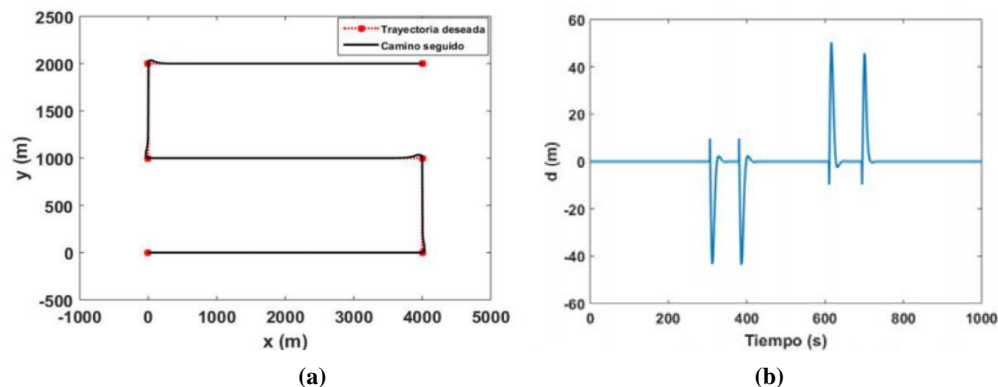 2500
2000
1500
1000
500
0
-500
-1000 0 1000 2000 3000 4000 5000
x (m)
y (m)
Trayectoria deseada
Camino seguido
(a)
60
40
20
0
-20
-40
-60
0 200 400 600 800 1000
Tiempo (s)
d (m)
(b)